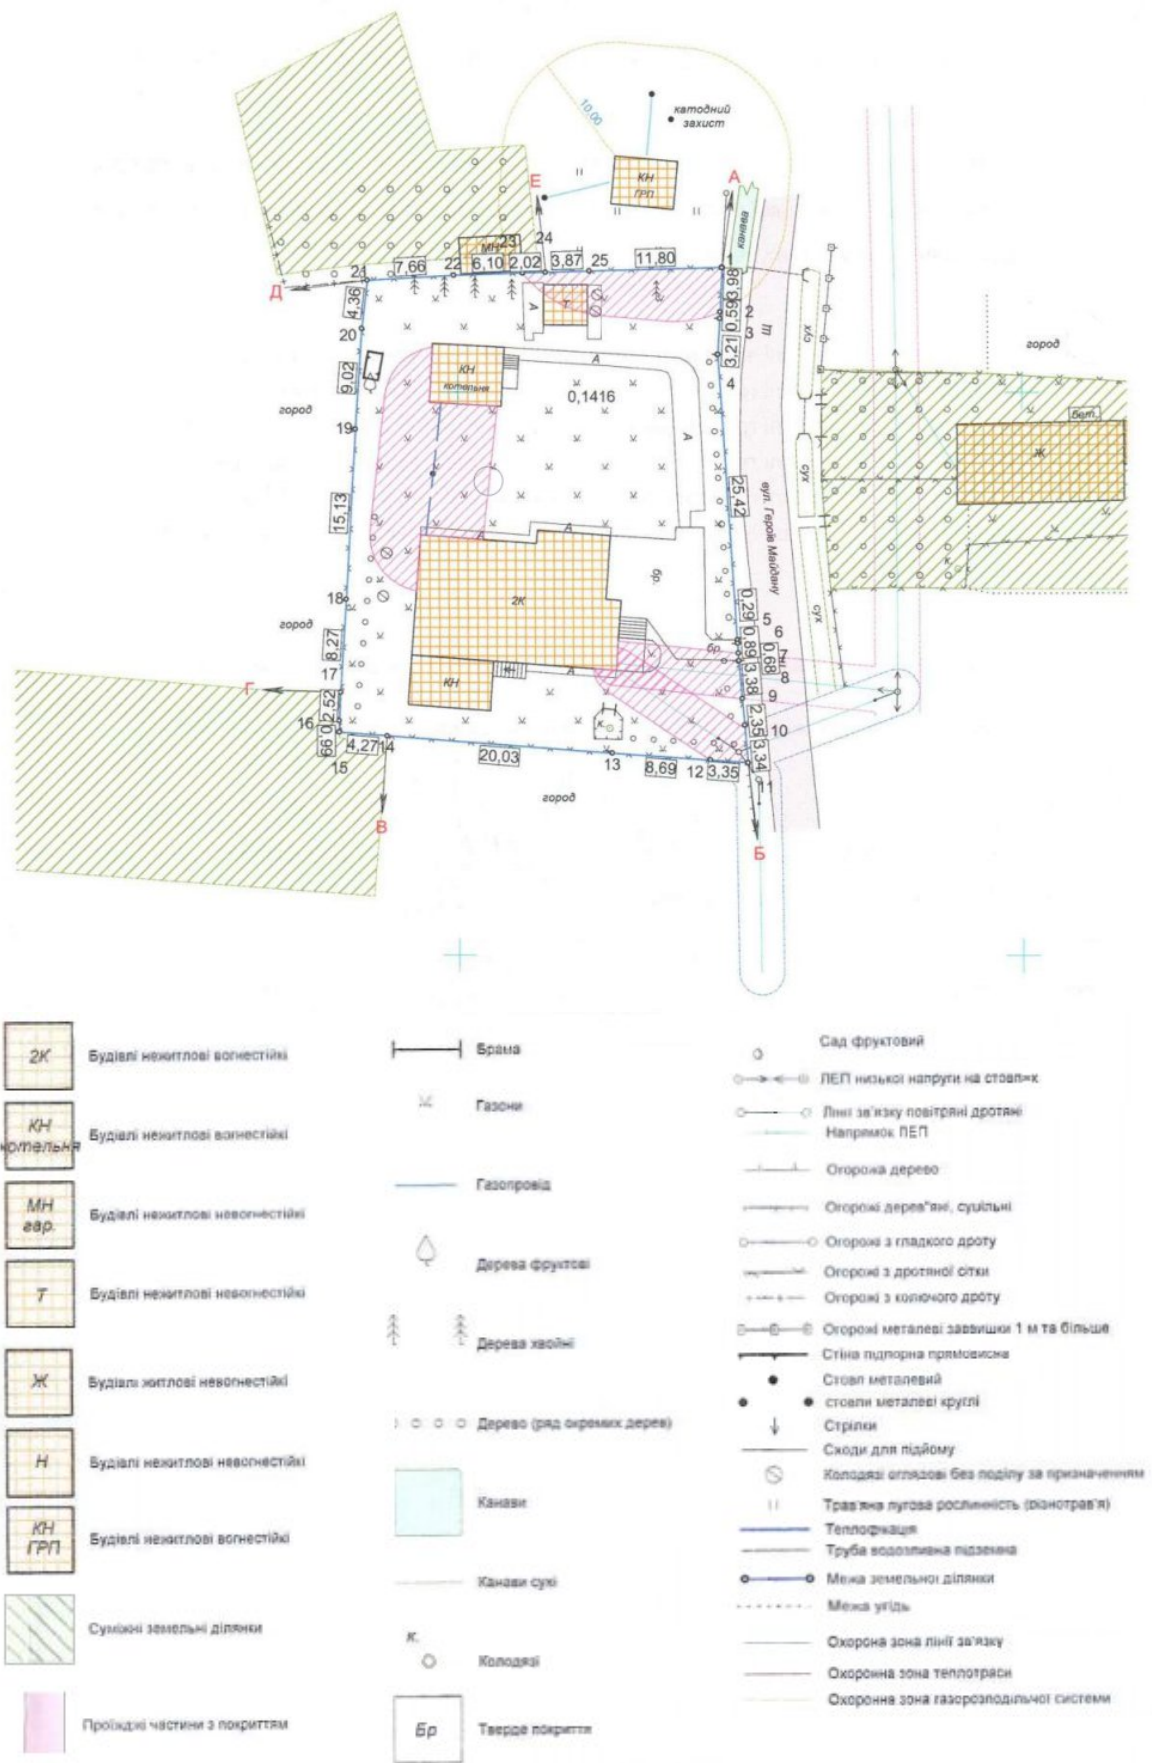 10.00
катодний
захист
КН
ГРП
А
Е
канава
МН
23
24
21
7,66
22
6,10
2,02
3,87
25
11,80
1
Д
4,36
3,98
0,59
2
3
3,21
20
А
Т
Ш
сух
город
4
9,02
КН
котельня
А
0,1416
город
бет.
Ж
19
А
25,42
сух
15,13
вул. Героїв Майдану
А
А
бр.
к.
18
2К
0,29
5
сух
город
0,89
6
8,27
бр.
0,68
7
8
17
Г
КН
А
3,38
9
2,52
16
к.
2,35
10
0,99
4,27
14
20,03
13
8,69
12
3,35
3,34
15
11
город
В
Б
2К
Будівлі нежитлові вогнестійкі
КН
котельня
Будівлі нежитлові вогнестійкі
МН
гар.
Будівлі нежитлові невогнестійкі
Т
Будівлі нежитлові невогнестійкі
Ж
Будівлі житлові невогнестійкі
Н
Будівлі нежитлові невогнестійкі
КН
ГРП
Будівлі нежитлові вогнестійкі
Суміжні земельні ділянки
Проїжджі частини з покриттям
Брама
Газони
Газопровід
Дерева фруктові
Дерева хвойні
Дерево (ряд окремих дерев)
Канави
Канави сухі
к.
Колодязі
Бр
Тверде покриття
Сад фруктовий
ЛЕП низької напруги на стовпах
Лінії зв'язку повітряні дротяні
Напрямок ЛЕП
Огорожа дерево
Огорожі дерев"яні, суцільні
Огорожі з гладкого дроту
Огорожі з дротяної сітки
Огорожі з колючого дроту
Огорожі металеві заввишки 1 м та більше
Стіна підпорна прямовисна
Стовп металевий
стовпи металеві круглі
Стрілки
Сходи для підйому
Колодязі оглядові без поділу за призначенням
Трав'яна лугова рослинність (різнотрав'я)
Теплофікація
Труба водозливна підземна
Межа земельної ділянки
Межа угідь
Охорона зона лінії зв'язку
Охоронна зона теплотраси
Охоронна зона газорозподільчої системи